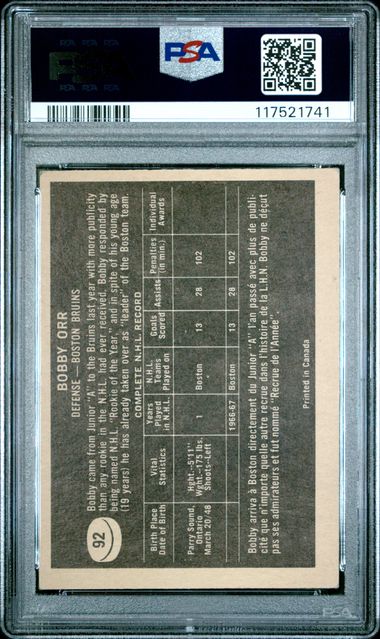 PSA
117521741
92
BOBBY ORR
DEFENSE — BOSTON BRUINS
Bobby came from Junior "A" to the Bruins last year with more publicity
than any rookie in N.H.L. had ever received. Bobby responded by
being named N.H.L. "Rookie of the Year," and in spite of his young age
(19 years) he has already taken over as "leader" of the Boston team.
COMPLETE N.H.L. RECORD
Birth Place Date of Birth | Vital Statistics | Years Played in N.H.L. | N.H.L. Teams Played on | Goals Scored | Assists | Penalties (in min.) | Individual Awards
Parry Sound, Ontario March 20/48 | Hght.-5'11" Wght.-175 lbs. Shoots-Left | 1 | Boston | 13 | 28 | 102
1966-67 | Boston | 13 | 28 | 102
Bobby arriva à Boston directement du Junior "A" l'an passé avec plus de publi-
cité que n'importe quelle autre recrue dans l'histoire de la L.H.N. Bobby ne déçut
pas ses admirateurs et fut nommé "Recrue de l'Année".
Printed in Canada
PSA